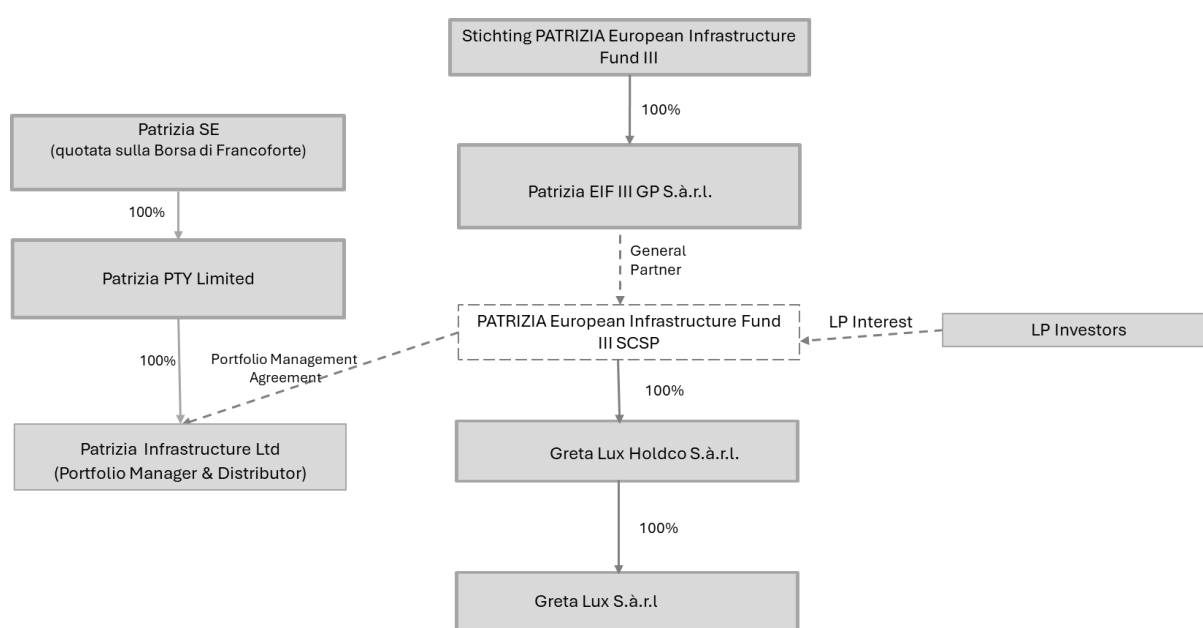 Stichting PATRIZIA European Infrastructure
Fund III
100%
Patrizia SE
(quotata sulla Borsa di Francoforte)
Patrizia EIF III GP S.à.r.l.
100%
General
Partner
Patrizia PTY Limited
PATRIZIA European Infrastructure Fund
III SCSP
LP Interest
LP Investors
100%
Portfolio Management
Agreement
100%
Patrizia Infrastructure Ltd
(Portfolio Manager & Distributor)
Greta Lux Holdco S.à.r.l.
100%
Greta Lux S.à.r.l